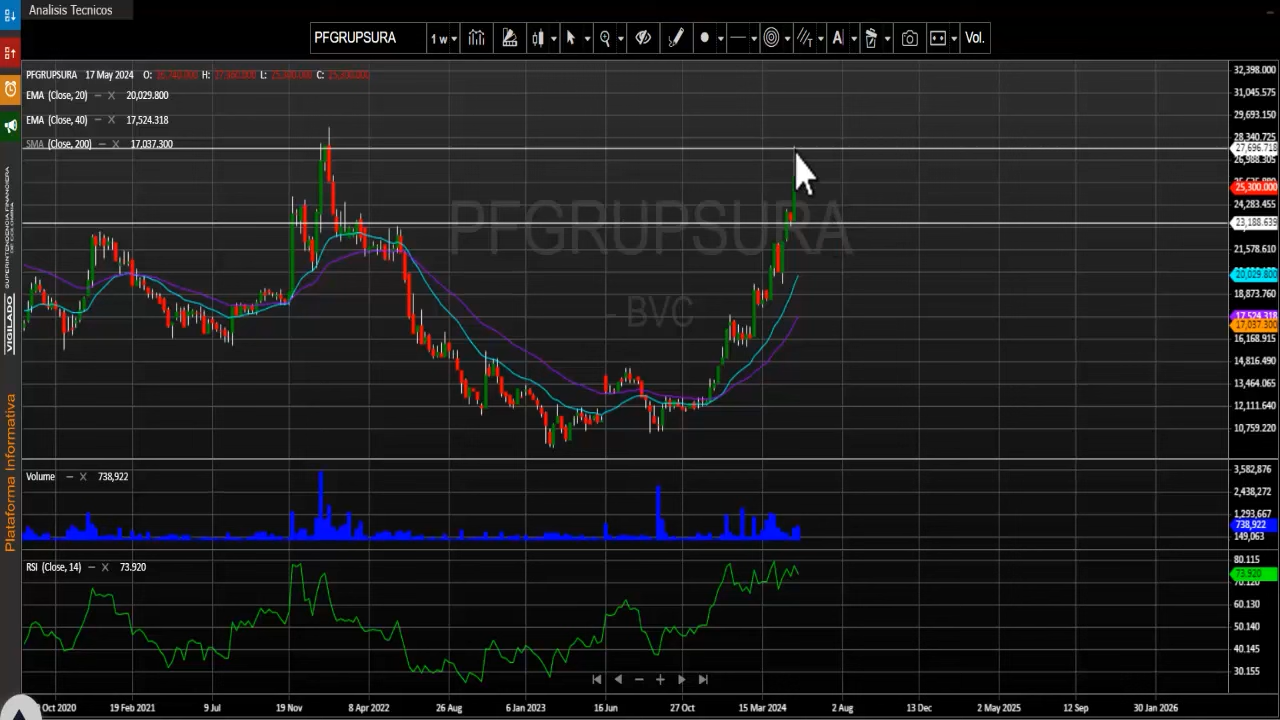 Analisis Tecnicos
PFGRUPSURA
1 w
A
Vol.
PFGRUPSURA 17 May 2024 O: H: L: C:
EMA (Close, 20) 20,029.800
EMA (Close, 40) 17,524.318
SMA (Close, 200) 17,037.300
VIGILADO SUPERINTENDENCIA FINANCIERA DE COLOMBIA
Plataforma Informativa
PFGRUPSURA
- BVC
32,398.000
31,045.575
29,693.150
28,340.725
27,696.718
26,988.305
25,300.000
24,283.455
23,188.633
21,578.610
20,029.800
18,873.760
17,524.318
17,037.300
16,168.915
14,816.490
13,464.065
12,111.640
10,759.220
Volume 738,922
3,582,876
2,438,272
1,293,667
738,922
149,063
RSI (Close, 14) 73.920
80.115
73.920
70.120
60.130
50.140
40.145
30.155
Oct 2020 19 Feb 2021 9 Jul 19 Nov 8 Apr 2022 26 Aug 6 Jan 2023 16 Jun 27 Oct 15 Mar 2024 2 Aug 13 Dec 2 May 2025 12 Sep 30 Jan 2026